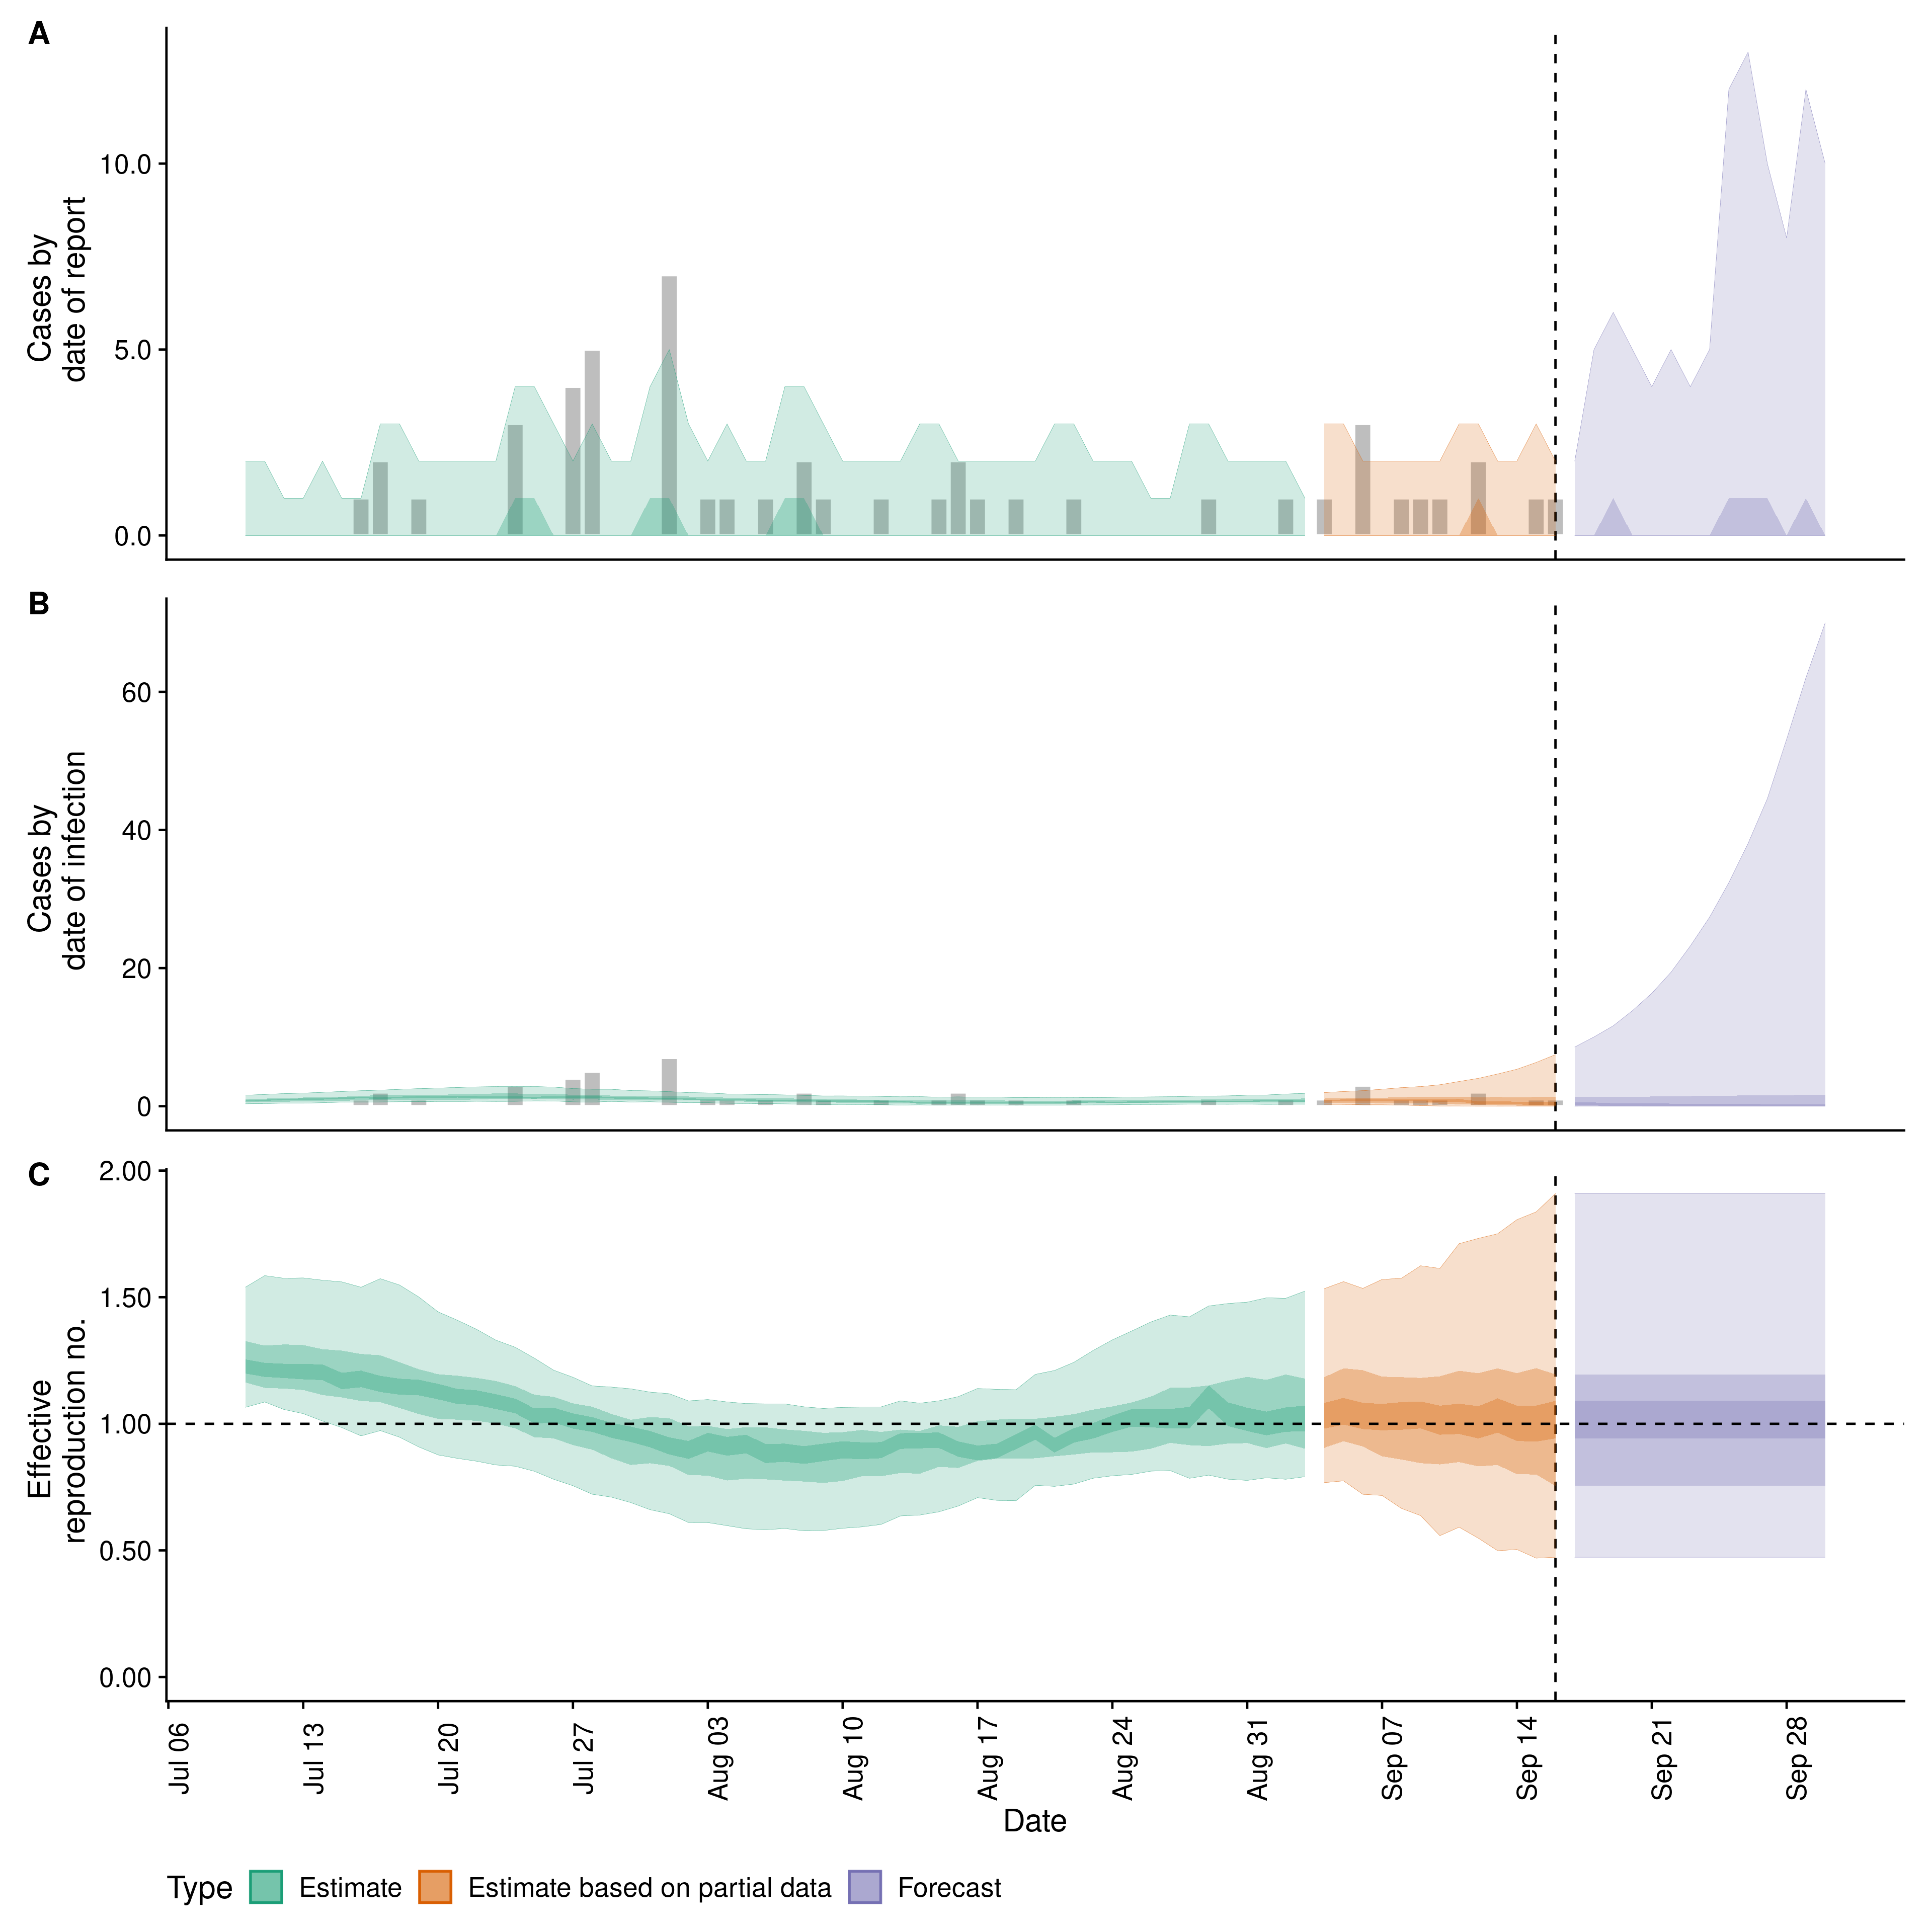 A
Cases by
date of report
10.0
5.0
0.0
B
Cases by
date of infection
60
40
20
0
C
Effective
reproduction no.
2.00
1.50
1.00
0.50
0.00
Jul 06
Jul 13
Jul 20
Jul 27
Aug 03
Aug 10
Aug 17
Aug 24
Aug 31
Sep 07
Sep 14
Sep 21
Sep 28
Date
Type Estimate Estimate based on partial data Forecast